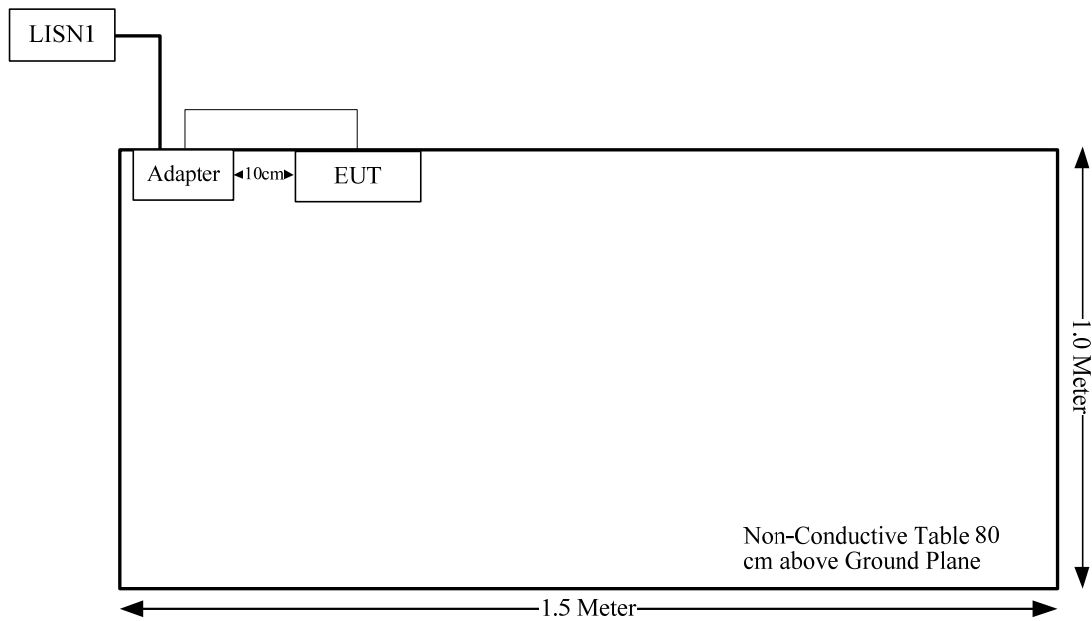 LISN1
Adapter
10cm
EUT
1.0 Meter
Non-Conductive Table 80
cm above Ground Plane
1.5 Meter